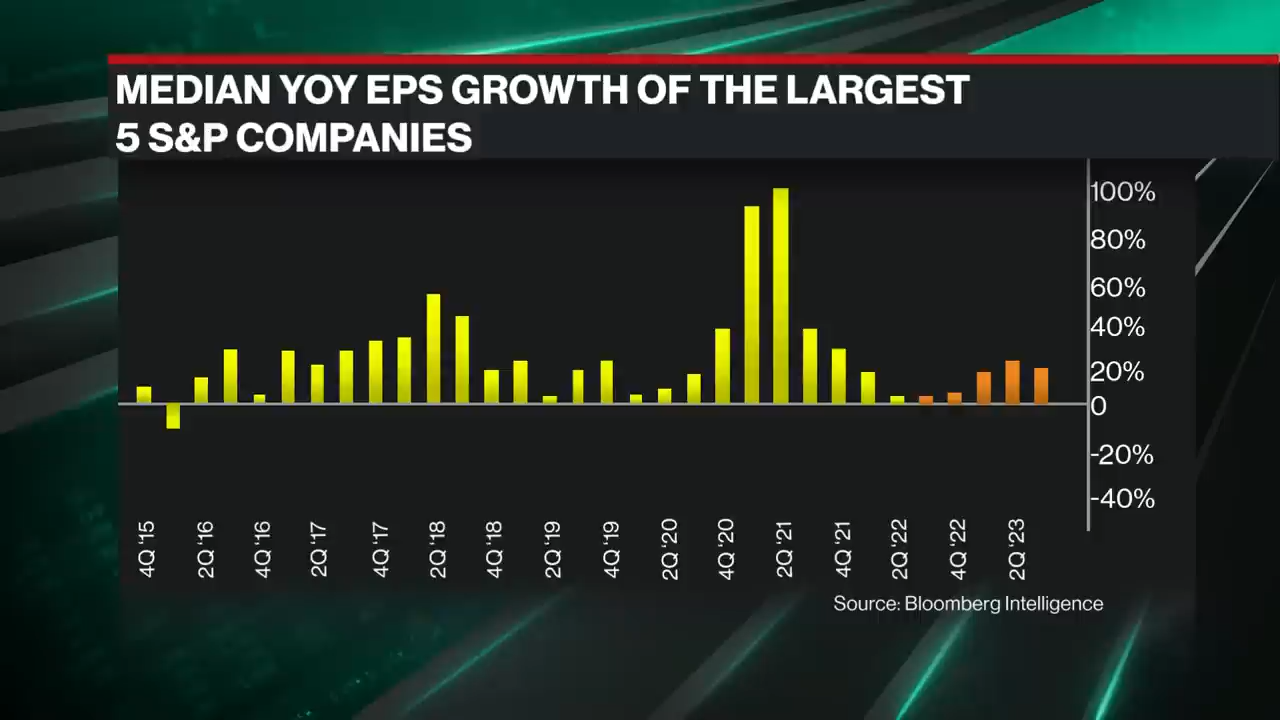 MEDIAN YOY EPS GROWTH OF THE LARGEST
5 S&P COMPANIES
100%
80%
60%
40%
20%
0
-20%
-40%
4Q '15
2Q '16
4Q '16
2Q '17
4Q '17
2Q '18
4Q '18
2Q '19
4Q '19
2Q '20
4Q '20
2Q '21
4Q '21
2Q '22
4Q '22
2Q '23
Source: Bloomberg Intelligence